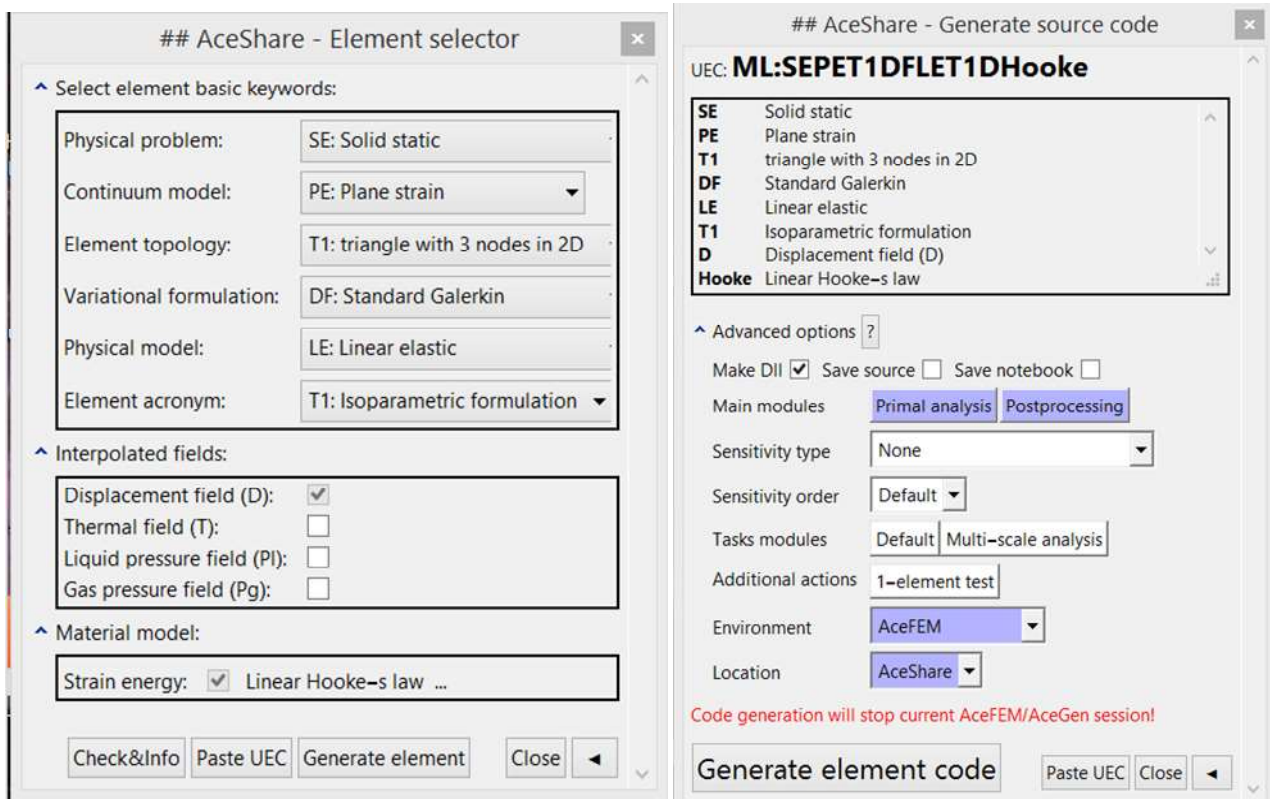 ## AceShare - Element selector
×
^ Select element basic keywords:
Physical problem: SE: Solid static
Continuum model: PE: Plane strain
Element topology: T1: triangle with 3 nodes in 2D
Variational formulation: DF: Standard Galerkin
Physical model: LE: Linear elastic
Element acronym: T1: Isoparametric formulation
^ Interpolated fields:
Displacement field (D):
Thermal field (T):
Liquid pressure field (Pl):
Gas pressure field (Pg):
^ Material model:
Strain energy: Linear Hooke–s law ...
Check&Info Paste UEC Generate element Close
## AceShare - Generate source code
×
UEC: ML:SEPET1DFLET1DHooke
SE Solid static
PE Plane strain
T1 triangle with 3 nodes in 2D
DF Standard Galerkin
LE Linear elastic
T1 Isoparametric formulation
D Displacement field (D)
Hooke Linear Hooke–s law
^ Advanced options ?
Make Dll Save source Save notebook
Main modules Primal analysis Postprocessing
Sensitivity type None
Sensitivity order Default
Tasks modules Default Multi–scale analysis
Additional actions 1–element test
Environment AceFEM
Location AceShare
Code generation will stop current AceFEM/AceGen session!
Generate element code Paste UEC Close